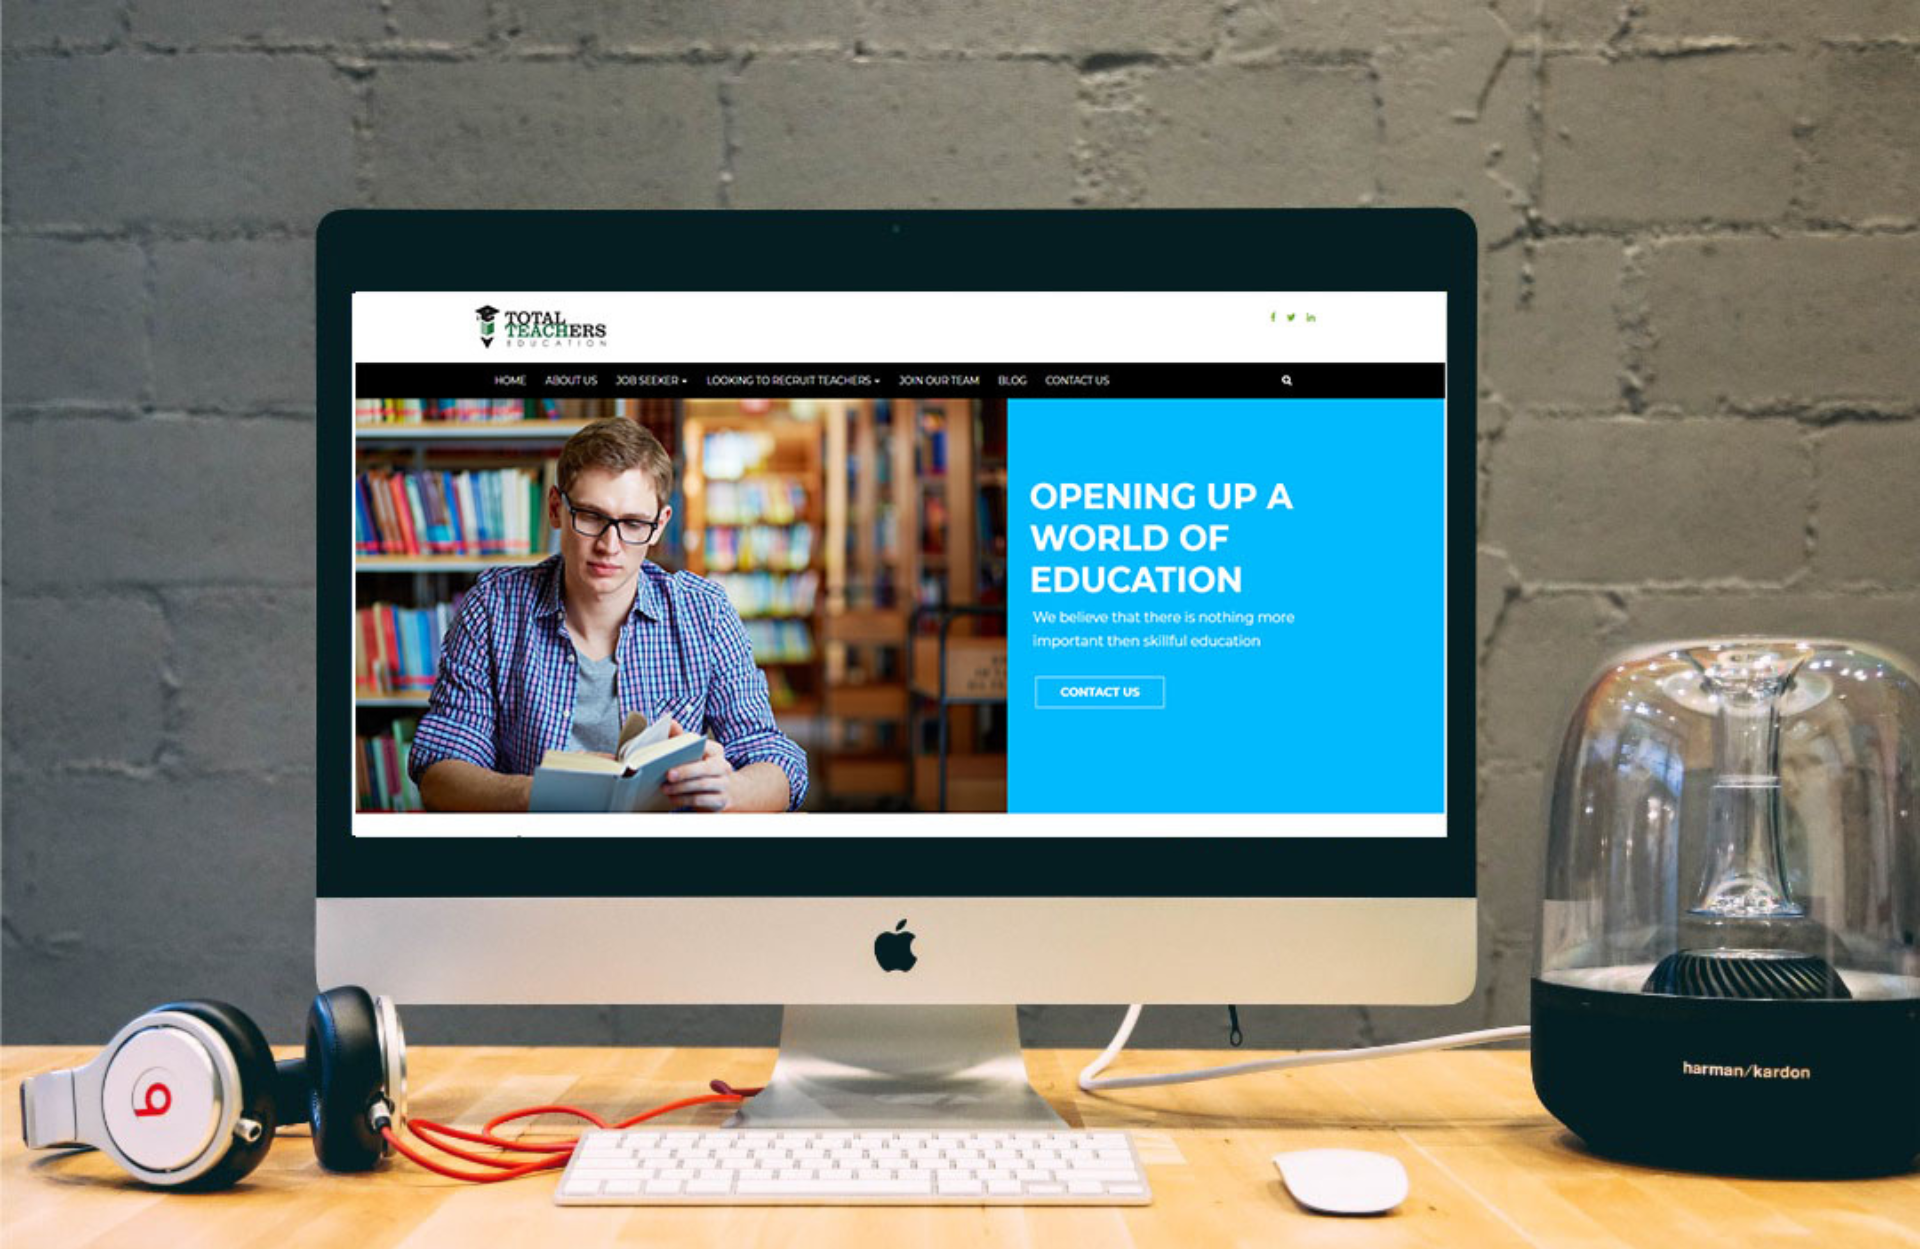 TOTAL
TEACHERS
EDUCATION
f in
HOME ABOUT US JOB SEEKER LOOKING TO RECRUIT TEACHERS JOIN OUR TEAM BLOG CONTACT US
OPENING UP A
WORLD OF
EDUCATION
We believe that there is nothing more
important then skillful education
CONTACT US
b
harman/kardon